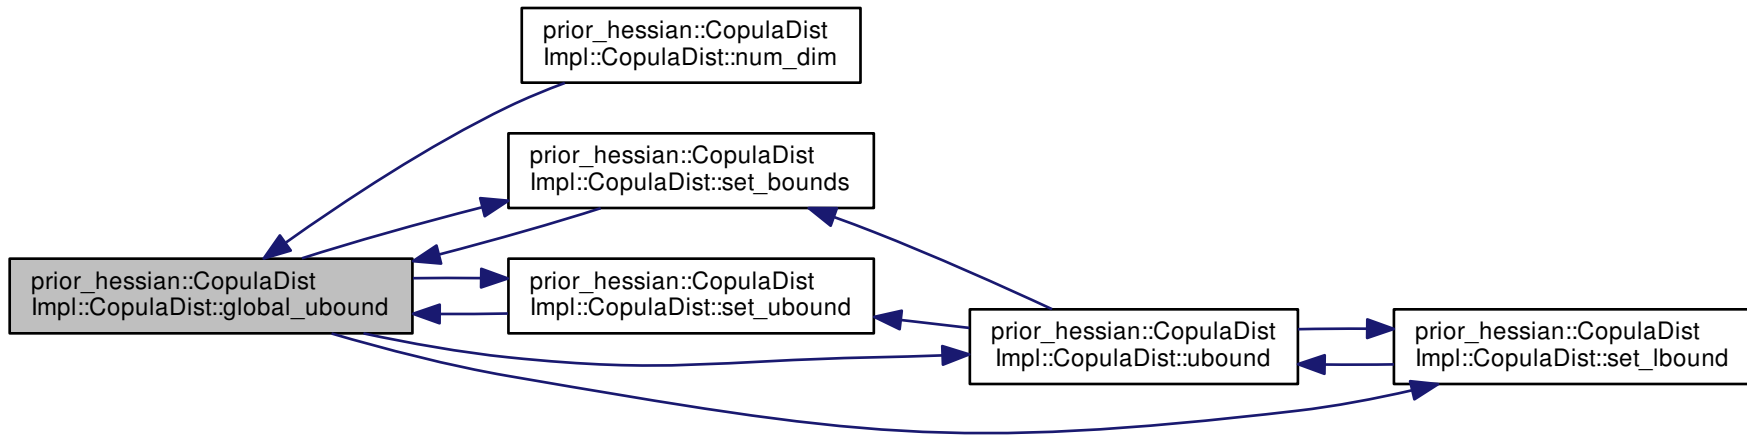 prior_hessian::CopulaDist
Impl::CopulaDist::num_dim
prior_hessian::CopulaDist
Impl::CopulaDist::set_bounds
prior_hessian::CopulaDist
Impl::CopulaDist::global_ubound
prior_hessian::CopulaDist
Impl::CopulaDist::set_ubound
prior_hessian::CopulaDist
Impl::CopulaDist::ubound
prior_hessian::CopulaDist
Impl::CopulaDist::set_lbound